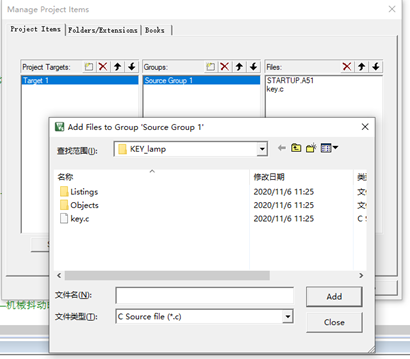 Manage Project Items
Project Items Folders/Extensions Books
Project Targets: Groups: Files:
Target 1 Source Group 1 STARTUP.A51
key.c
Add Files to Group 'Source Group 1'
查找范围(I): KEY_lamp
名称 修改日期 类
Listings 2020/11/6 11:25 文
Objects 2020/11/6 11:25 文
key.c 2020/11/6 11:25 C
文件名(N): Add
文件类型(T): C Source file (*.c) Close
机械抖动